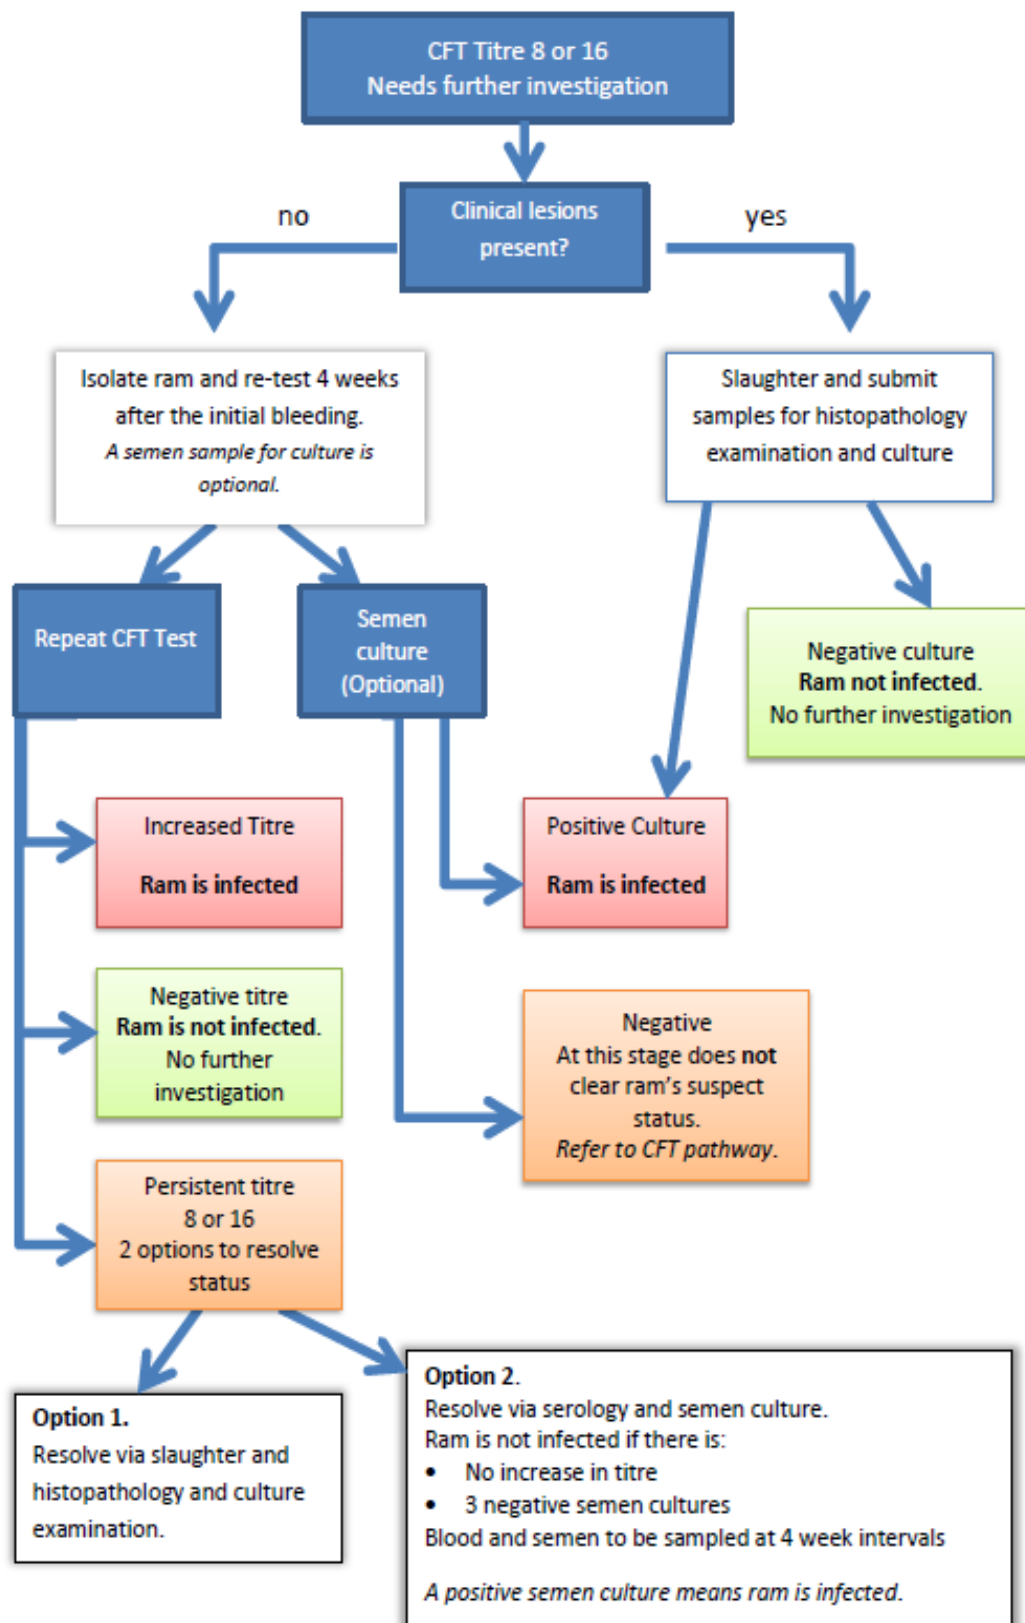 CFT Titre 8 or 16
Needs further investigation
Clinical lesions
present?
no
yes
Isolate ram and re-test 4 weeks
after the initial bleeding.
A semen sample for culture is
optional.
Slaughter and submit
samples for histopathology
examination and culture
Repeat CFT Test
Semen
culture
(Optional)
Negative culture
Ram not infected.
No further investigation
Increased Titre
Ram is infected
Positive Culture
Ram is infected
Negative titre
Ram is not infected.
No further
investigation
Negative
At this stage does not
clear ram's suspect
status.
Refer to CFT pathway.
Persistent titre
8 or 16
2 options to resolve
status
Option 1.
Resolve via slaughter and
histopathology and culture
examination.
Option 2.
Resolve via serology and semen culture.
Ram is not infected if there is:
• No increase in titre
• 3 negative semen cultures
Blood and semen to be sampled at 4 week intervals
A positive semen culture means ram is infected.